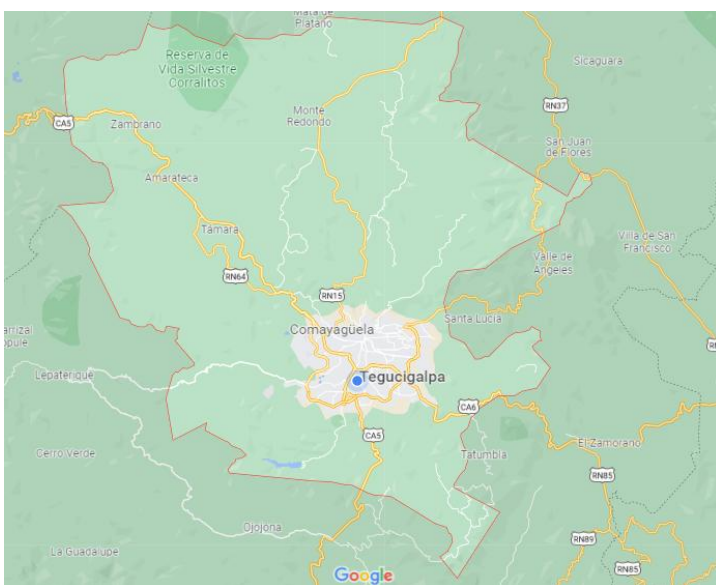 Mata de
Platano
Reserva de
Vida Silvestre
Corralitos
Sicaguara
RN37
Monte
Redondo
CA5
Zambrano
San Juan
de Flores
Amarateca
Támara
Villa de San
Francisco
Valle de
Angeles
RN64
RN15
Santa Lucía
Comayagüela
Lepaterique
Tegucigalpa
CA6
CA5
El Zamorano
Cerro Verde
Tatumbla
RN85
Ojojona
RN89
La Guadalupe
RN85
Google